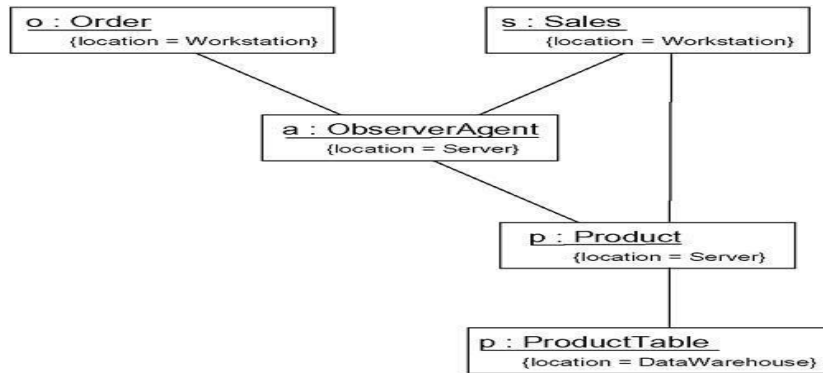 o : Order
{location = Workstation}
s : Sales
{location = Workstation}
a : ObserverAgent
{location = Server}
p : Product
{location = Server}
p : ProductTable
{location = DataWarehouse}